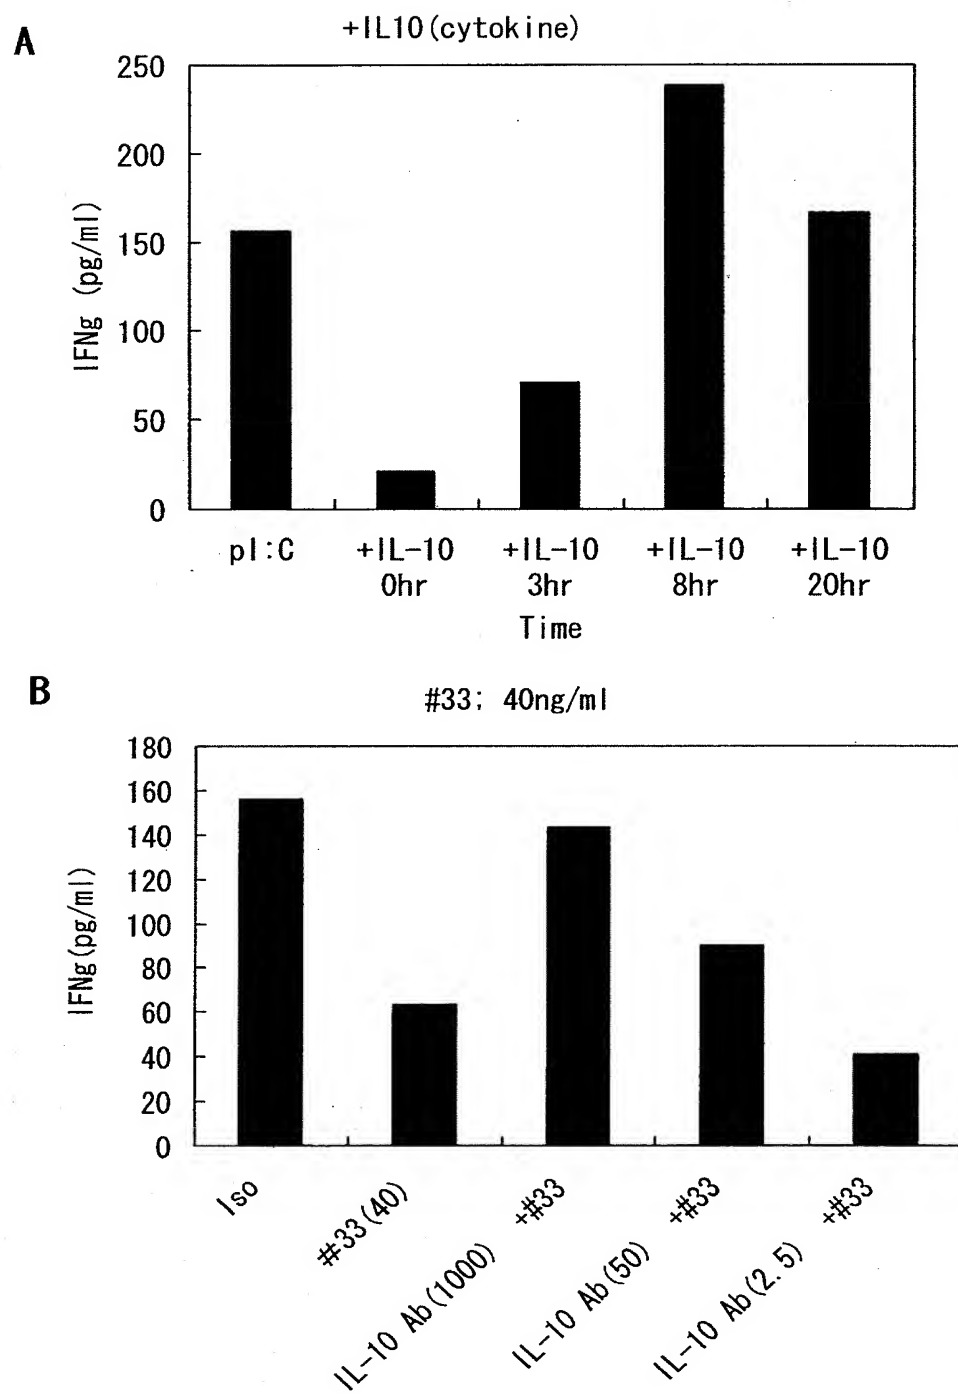 A
+IL10(cytokine)
250
200
150
100
50
0
IFNg (pg/ml)
pI:C
+IL-10
0hr
+IL-10
3hr
+IL-10
8hr
+IL-10
20hr
Time
B
#33; 40ng/ml
180
160
140
120
100
80
60
40
20
0
IFNg(pg/ml)
Iso
#33(40)
IL-10 Ab(1000) +#33
IL-10 Ab(50) +#33
IL-10 Ab(2.5) +#33